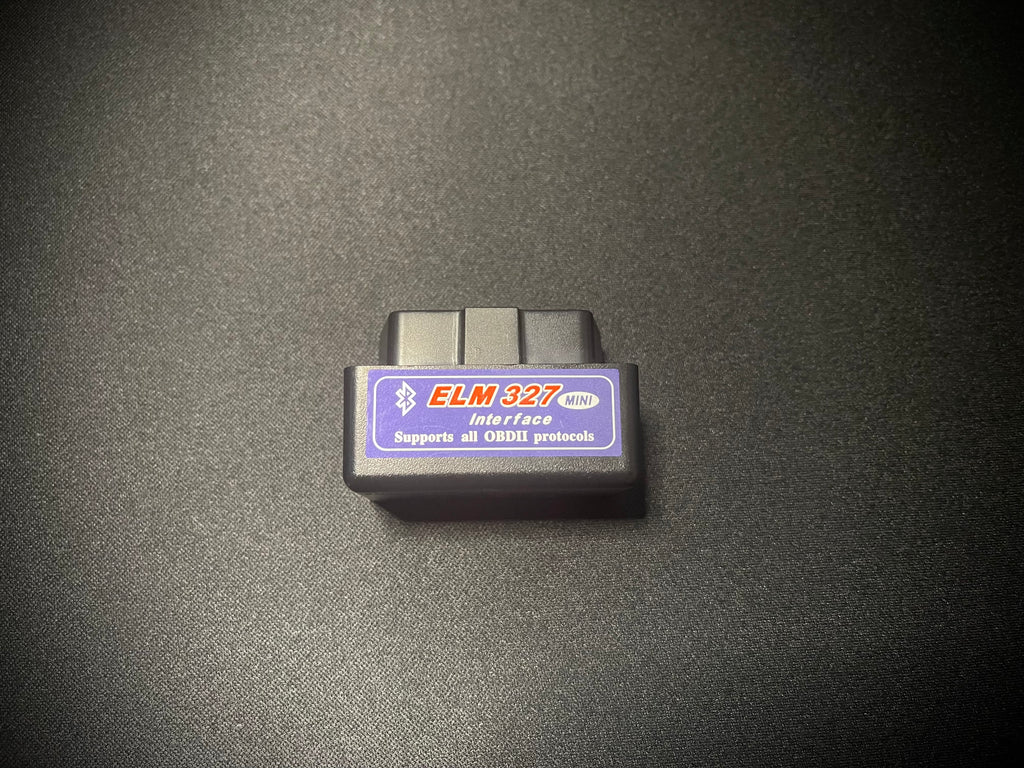 ELM 327 MINI
Interface
Supports all OBDII protocols